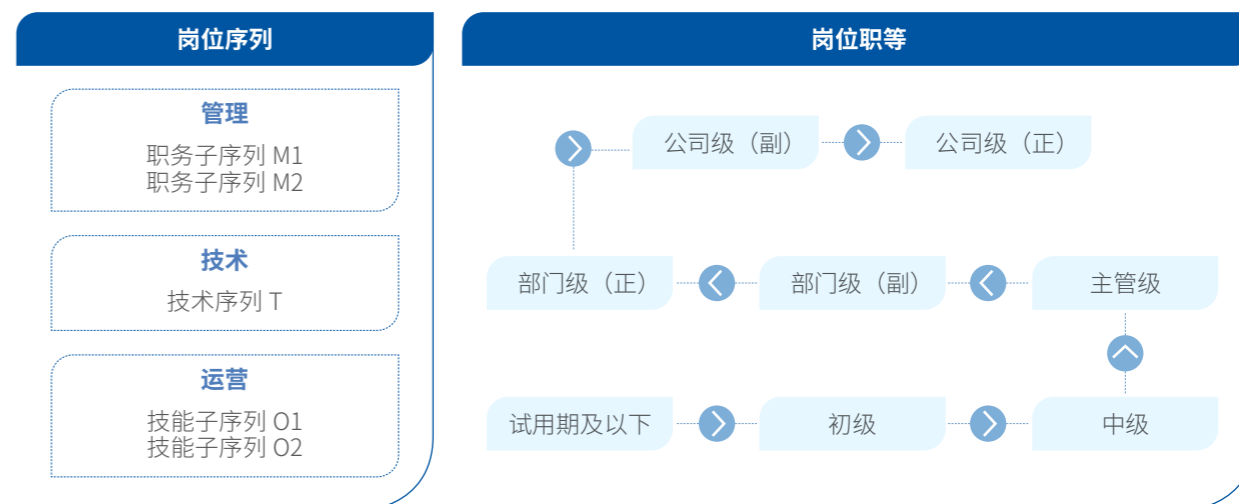 岗位序列
管理
职务子序列 M1
职务子序列 M2
技术
技术序列 T
运营
技能子序列 O1
技能子序列 O2
岗位职等
公司级（副）
公司级（正）
部门级（正）
部门级（副）
主管级
试用期及以下
初级
中级